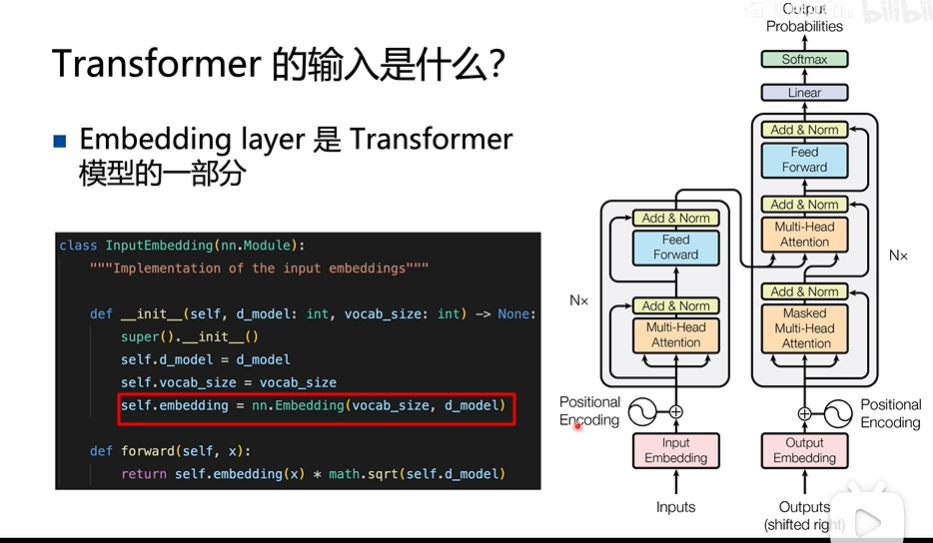 Transformer 的输入是什么？
Embedding layer 是 Transformer
模型的一部分
class InputEmbedding(nn.Module):
"""Implementation of the input embeddings"""
def __init__(self, d_model: int, vocab_size: int) -> None:
super().__init__()
self.d_model = d_model
self.vocab_size = vocab_size
self.embedding = nn.Embedding(vocab_size, d_model)
def forward(self, x):
return self.embedding(x) * math.sqrt(self.d_model)
bilibili
Output
Probabilities
Softmax
Linear
Add & Norm
Feed
Forward
Add & Norm
Multi-Head
Attention
Nx
Add & Norm
Masked
Multi-Head
Attention
Add & Norm
Feed
Forward
Nx
Add & Norm
Multi-Head
Attention
Positional
Encoding
Positional
Encoding
Input
Embedding
Output
Embedding
Inputs
Outputs
(shifted right)